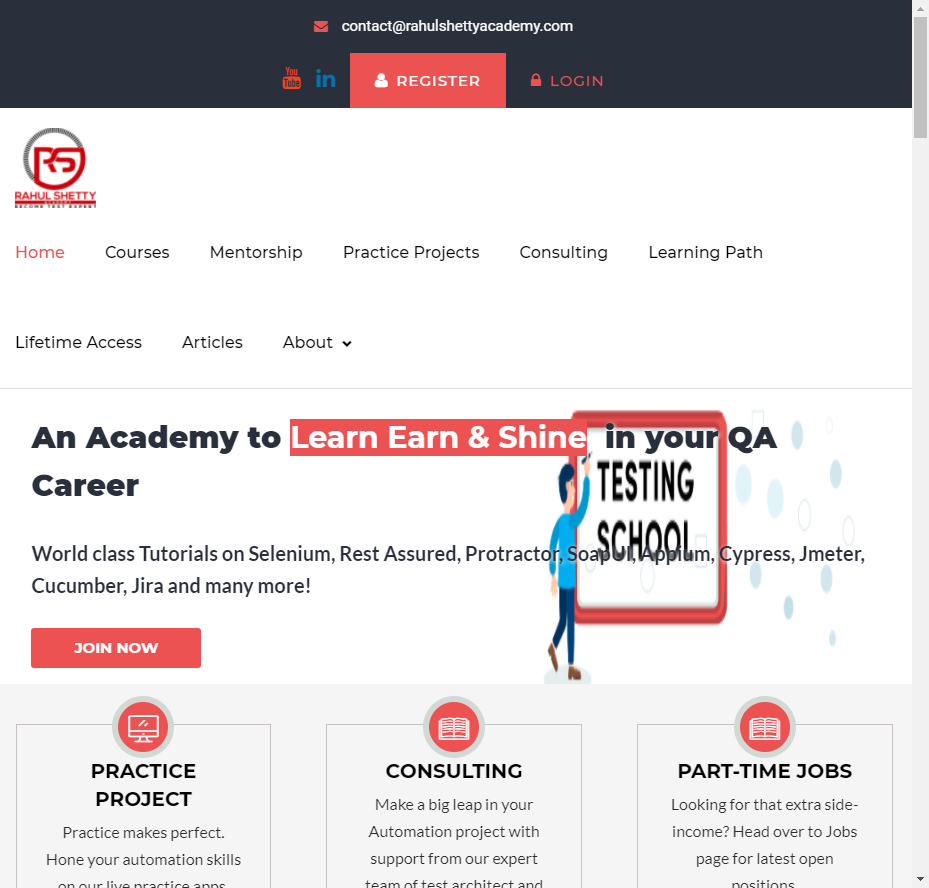 contact@rahulshettyacademy.com
You
Tube
in
REGISTER
LOGIN
RS
RAHUL SHETTY
ACADEMY
BECOME TEST EXPERT
Home
Courses
Mentorship
Practice Projects
Consulting
Learning Path
Lifetime Access
Articles
About
An Academy to Learn Earn & Shine in your QA
Career
TESTING
SCHOOL
World class Tutorials on Selenium, Rest Assured, Protractor, SoapUI, Appium, Cypress, Jmeter,
Cucumber, Jira and many more!
JOIN NOW
PRACTICE
PROJECT
Practice makes perfect.
Hone your automation skills
on our live practice apps
CONSULTING
Make a big leap in your
Automation project with
support from our expert
team of test architect and
PART-TIME JOBS
Looking for that extra side-
income? Head over to Jobs
page for latest open
positions